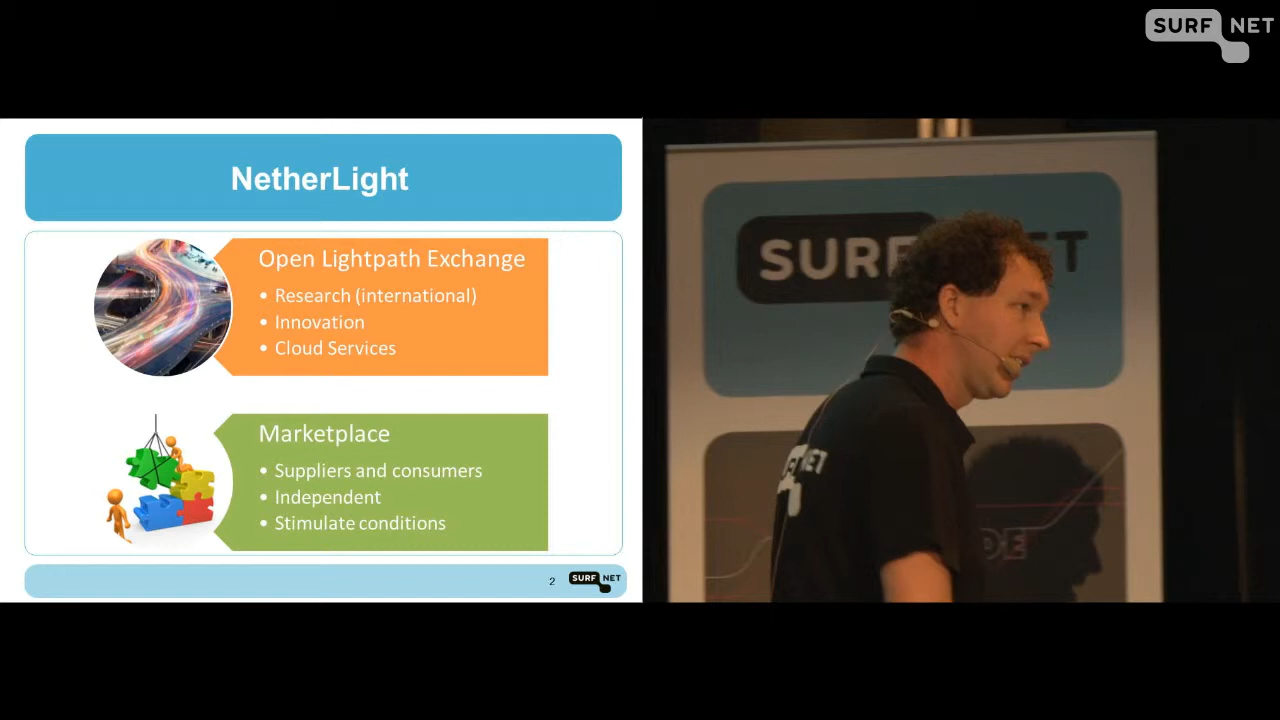 SURF NET
NetherLight
Open Lightpath Exchange
• Research (international)
• Innovation
• Cloud Services
Marketplace
• Suppliers and consumers
• Independent
• Stimulate conditions
2 SURF NET